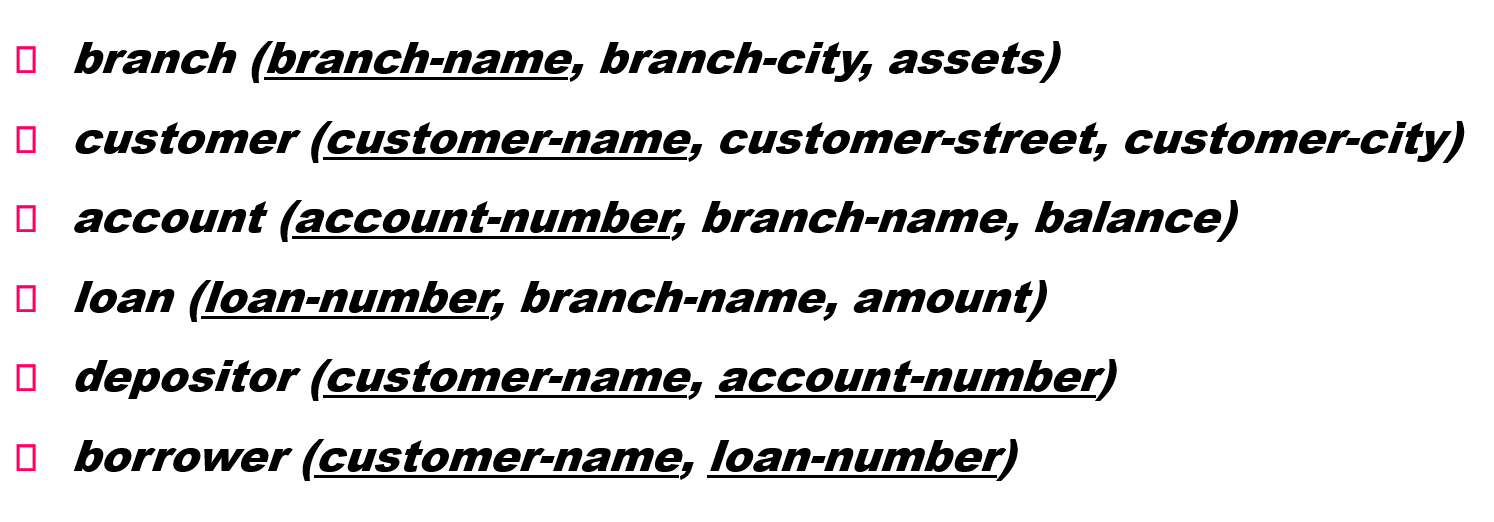 branch (branch-name, branch-city, assets)
customer (customer-name, customer-street, customer-city)
account (account-number, branch-name, balance)
loan (loan-number, branch-name, amount)
depositor (customer-name, account-number)
borrower (customer-name, loan-number)